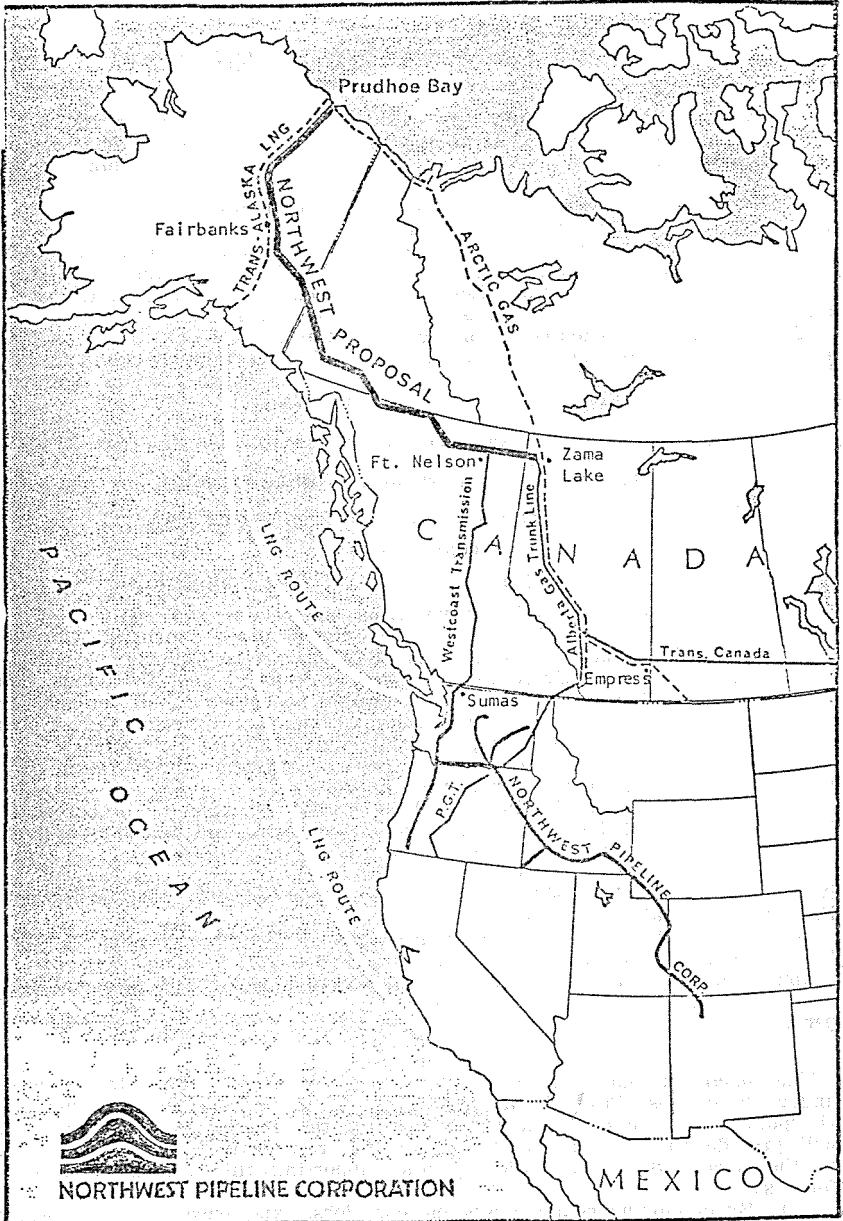 Prudhoe Bay
TRANS-ALASKA LNG
NORTHWEST PROPOSAL
Fairbanks
ARCTIC GAS
Ft. Nelson
Zama
Lake
Westcoast Transmission
Alberta Gas Trunk Line
CANADA
LNG ROUTE
PACIFIC OCEAN
Trans. Canada
Empress
Sumas
P.G.T.
NORTHWEST PIPELINE CORP.
LNG ROUTE
MEXICO
NORTHWEST PIPELINE CORPORATION